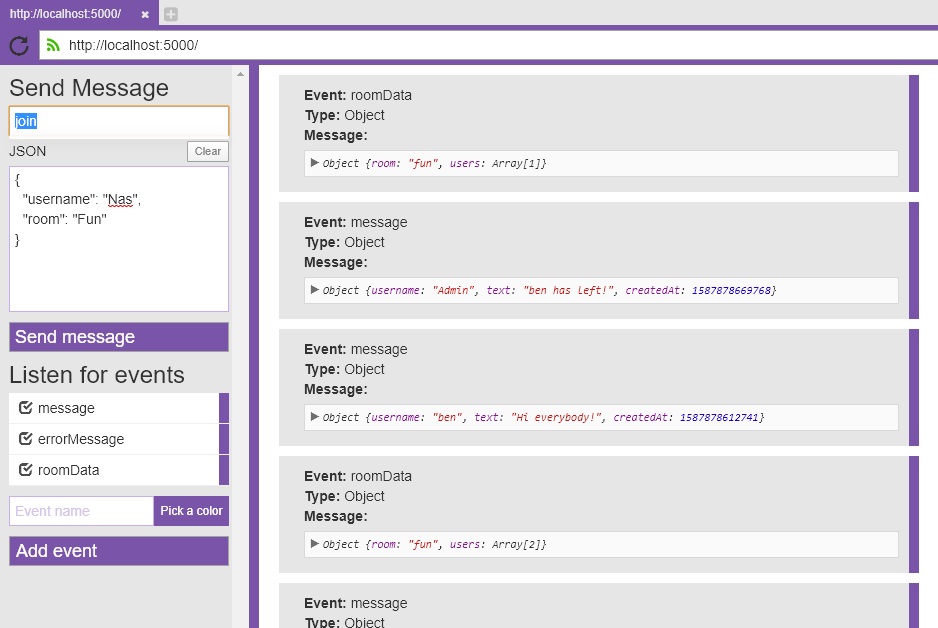 http://localhost:5000/
http://localhost:5000/
Send Message
join
JSON
Clear
{
"username": "Nas",
"room": "Fun"
}
Send message
Listen for events
message
errorMessage
roomData
Event name
Pick a color
Add event
Event: roomData
Type: Object
Message:
Object {room: "fun", users: Array[1]}
Event: message
Type: Object
Message:
Object {username: "Admin", text: "ben has left!", createdAt: 1587878669768}
Event: message
Type: Object
Message:
Object {username: "ben", text: "Hi everybody!", createdAt: 1587878612741}
Event: roomData
Type: Object
Message:
Object {room: "fun", users: Array[2]}
Event: message
Type: Object